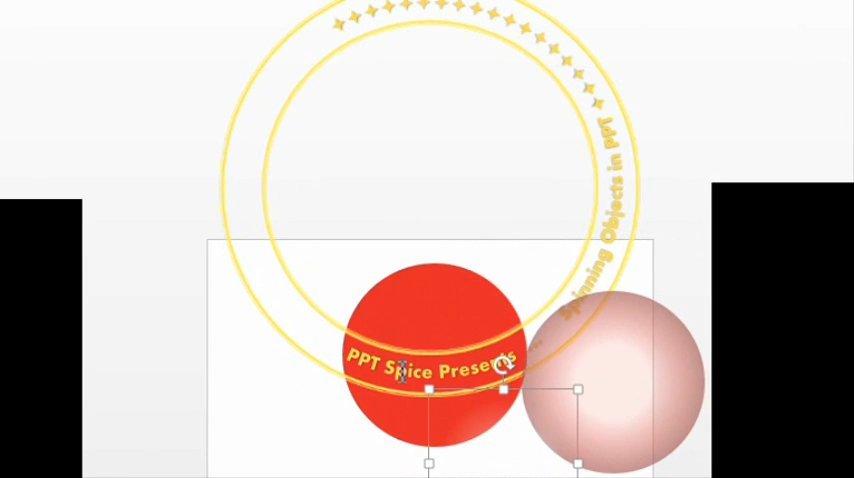 Spinning Objects in PPT
PPT Spice Presents ...